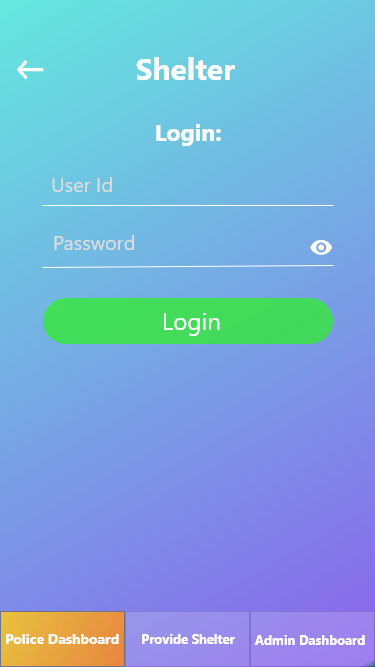 Shelter
Login:
User Id
Password
Login
Police Dashboard
Provide Shelter
Admin Dashboard